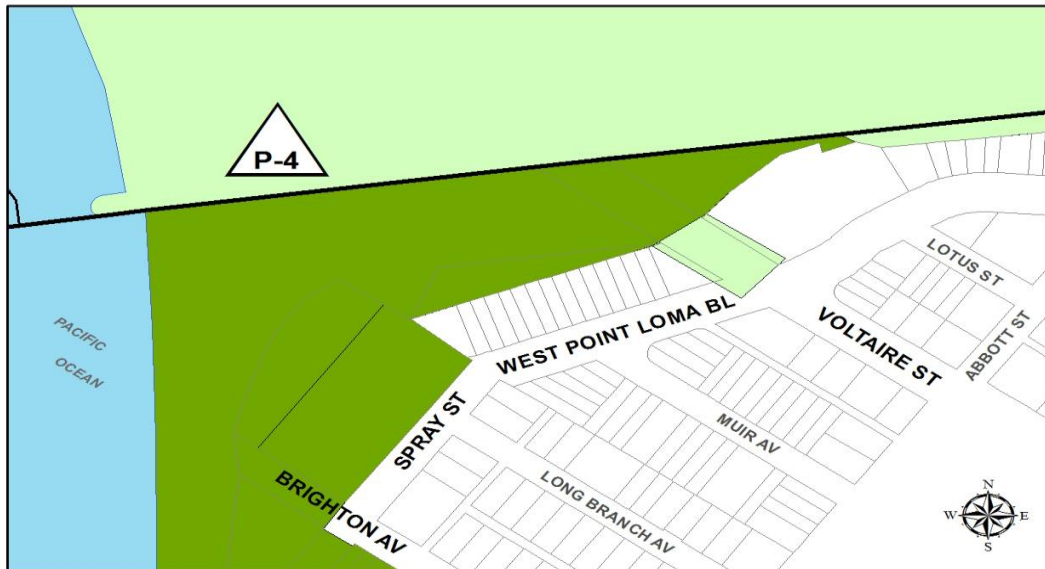 P-4
LOTUS ST
PACIFIC
OCEAN
WEST POINT LOMA BL
VOLTAIRE ST
ABBOTT ST
SPRAY ST
MUIR AV
BRIGHTON AV
LONG BRANCH AV
N
W
E
S